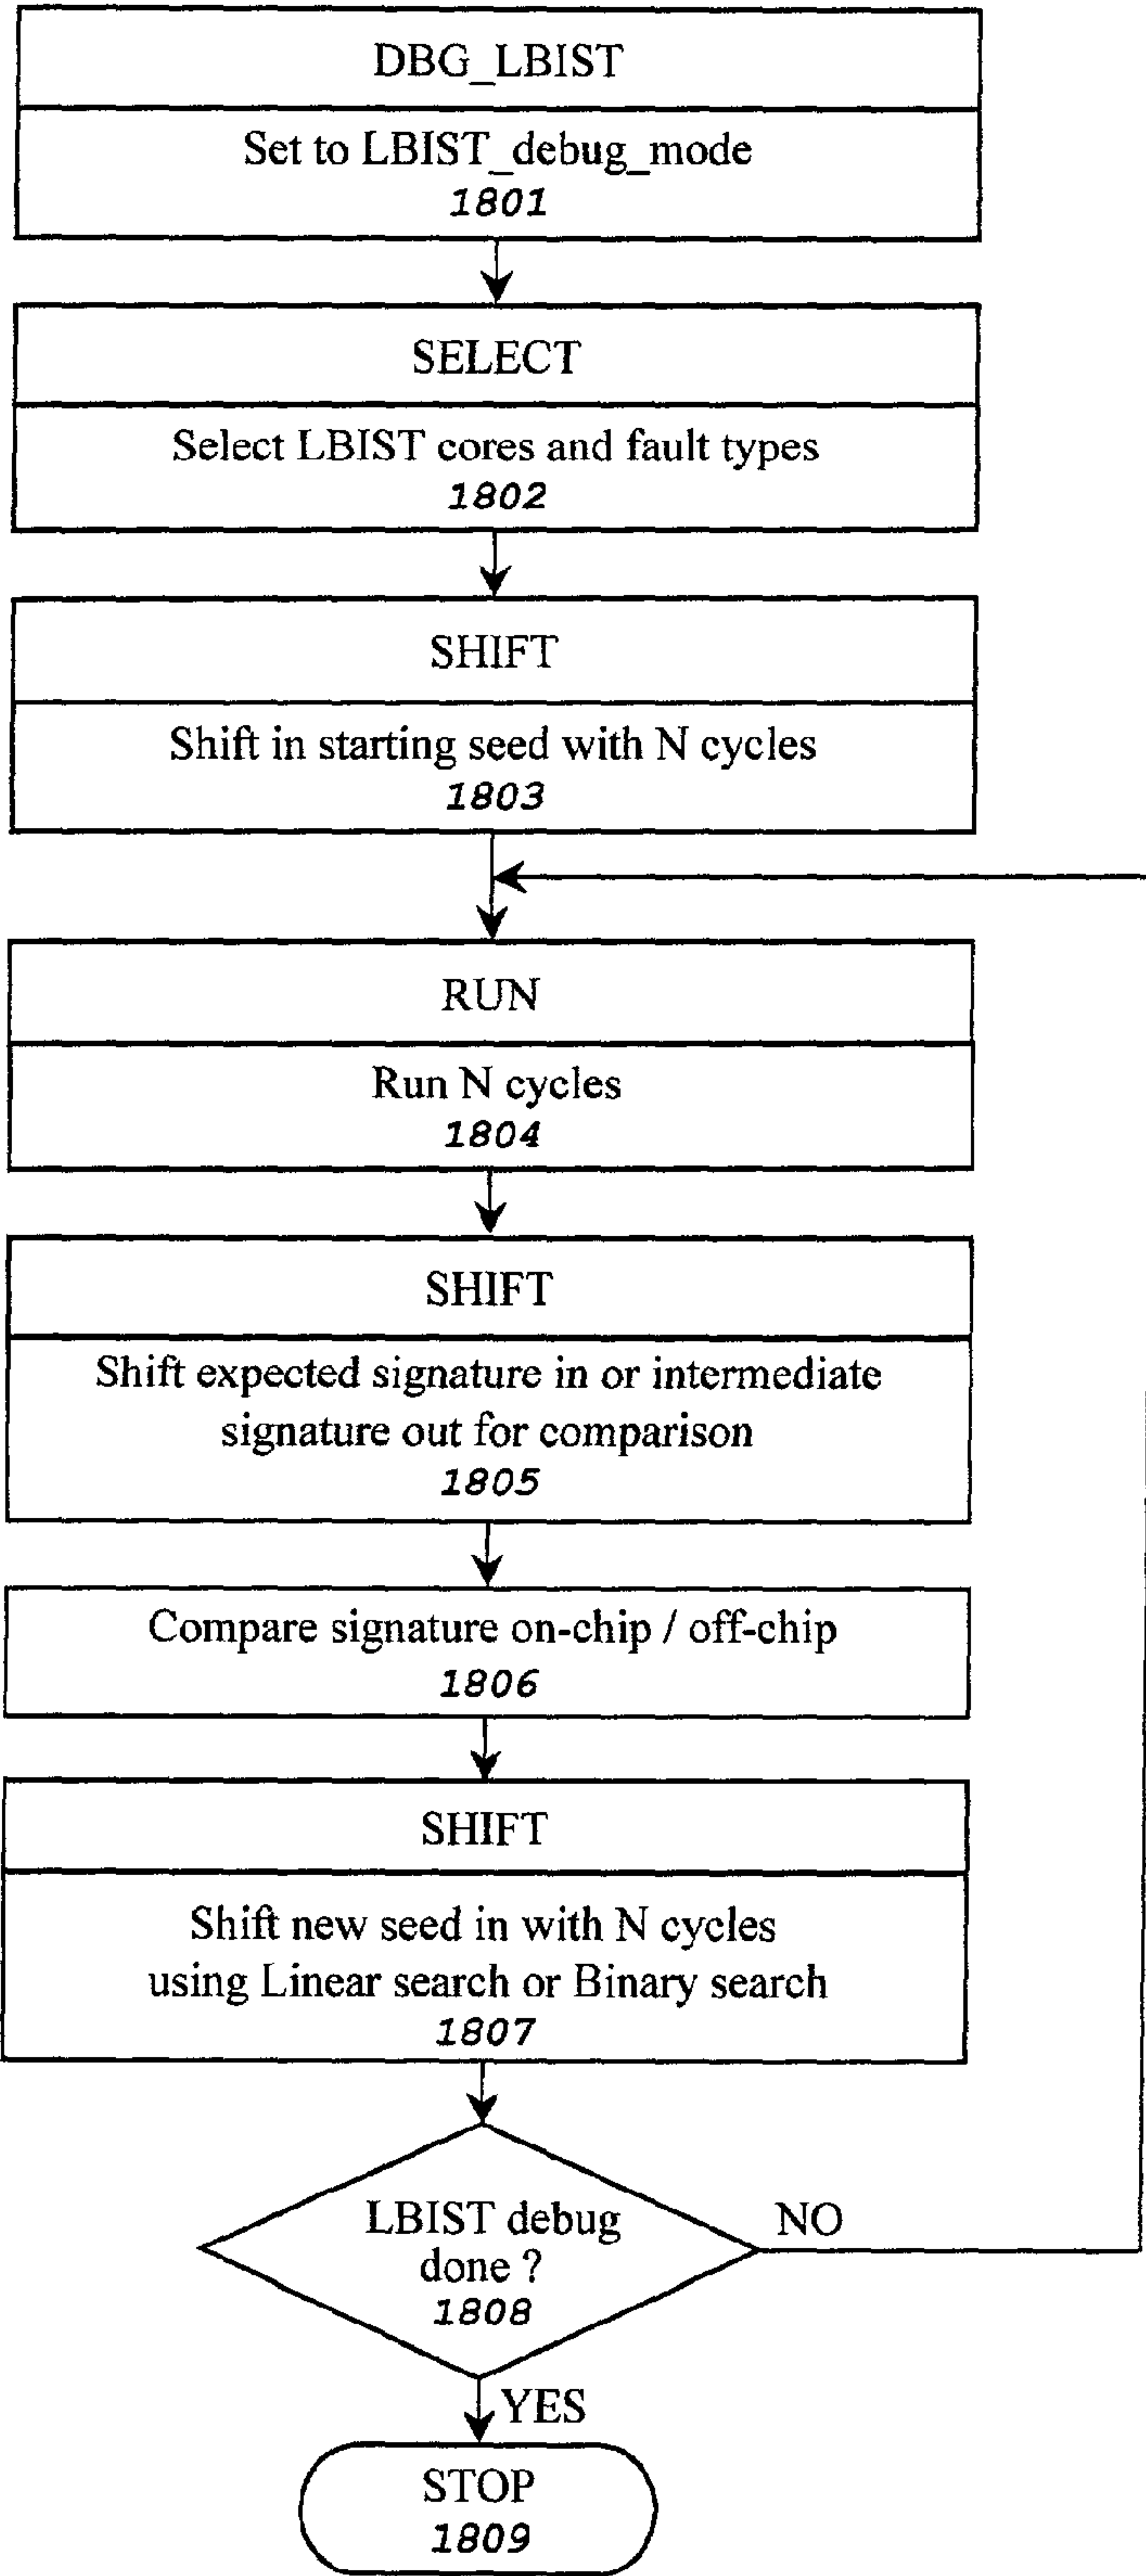 DBG_LBIST
Set to LBIST_debug_mode
1801
SELECT
Select LBIST cores and fault types
1802
SHIFT
Shift in starting seed with N cycles
1803
RUN
Run N cycles
1804
SHIFT
Shift expected signature in or intermediate
signature out for comparison
1805
Compare signature on-chip / off-chip
1806
SHIFT
Shift new seed in with N cycles
using Linear search or Binary search
1807
LBIST debug
done ?
1808
NO
YES
STOP
1809